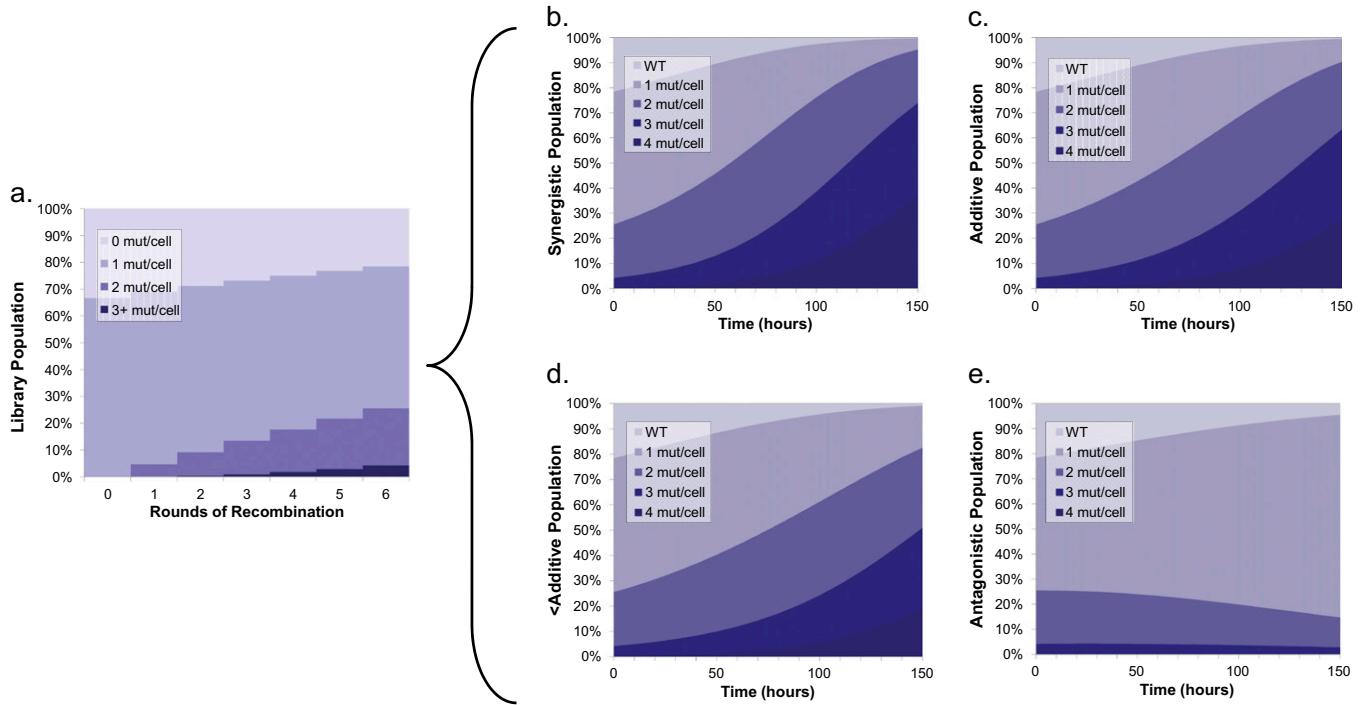 a.
100%
90%
80%
70%
60%
50%
40%
30%
20%
10%
0%
Library Population
0 mut/cell
1 mut/cell
2 mut/cell
3+ mut/cell
0 1 2 3 4 5 6
Rounds of Recombination
b.
100%
90%
80%
70%
60%
50%
40%
30%
20%
10%
0%
Synergistic Population
WT
1 mut/cell
2 mut/cell
3 mut/cell
4 mut/cell
0 50 100 150
Time (hours)
c.
100%
90%
80%
70%
60%
50%
40%
30%
20%
10%
0%
Additive Population
WT
1 mut/cell
2 mut/cell
3 mut/cell
4 mut/cell
0 50 100 150
Time (hours)
d.
100%
90%
80%
70%
60%
50%
40%
30%
20%
10%
0%
<Additive Population
WT
1 mut/cell
2 mut/cell
3 mut/cell
4 mut/cell
0 50 100 150
Time (hours)
e.
100%
90%
80%
70%
60%
50%
40%
30%
20%
10%
0%
Antagonistic Population
WT
1 mut/cell
2 mut/cell
3 mut/cell
4 mut/cell
0 50 100 150
Time (hours)